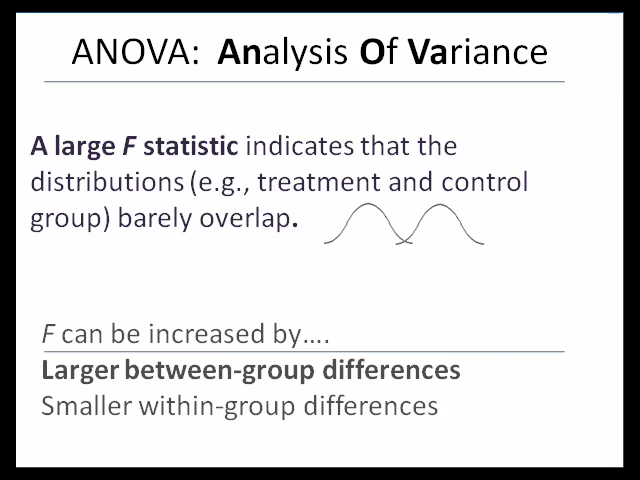 ANOVA: Analysis Of Variance
A large F statistic indicates that the
distributions (e.g., treatment and control
group) barely overlap.
F can be increased by....
Larger between-group differences
Smaller within-group differences